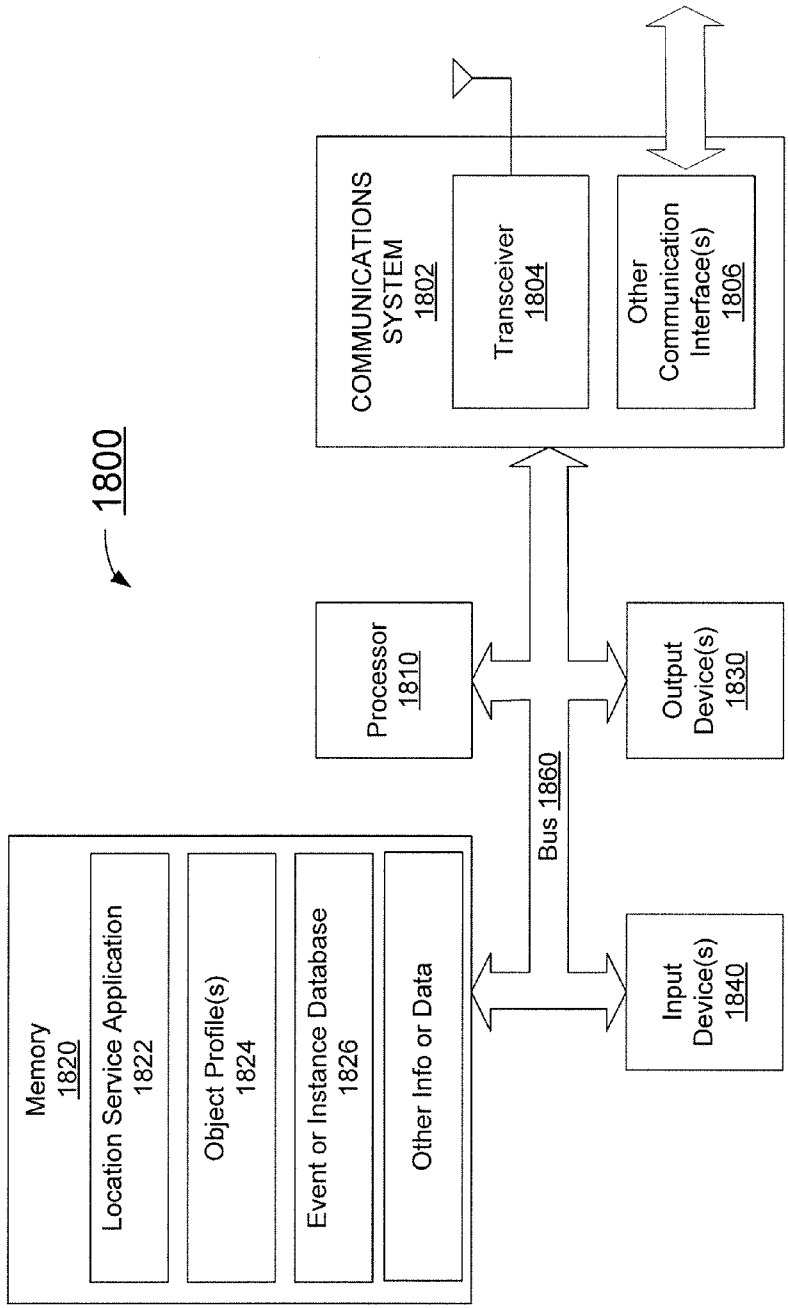 1800
Memory
1820
Location Service Application
1822
Object Profile(s)
1824
Event or Instance Database
1826
Other Info or Data
Processor
1810
COMMUNICATIONS
SYSTEM
1802
Transceiver
1804
Other
Communication
Interface(s)
1806
Bus 1860
Input
Device(s)
1840
Output
Device(s)
1830